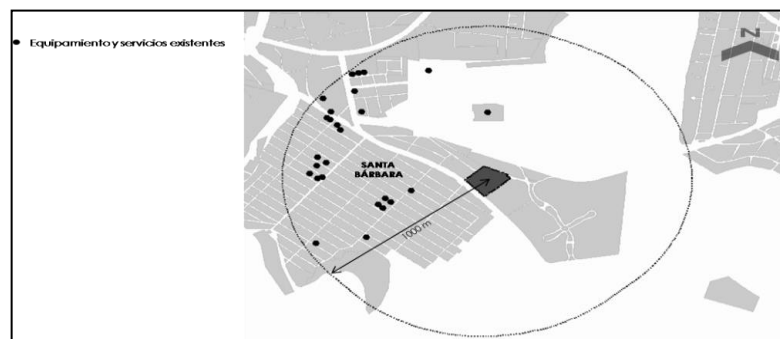 Equipamiento y servicios existentes
N
SANTA
BÁRBARA
1000 m